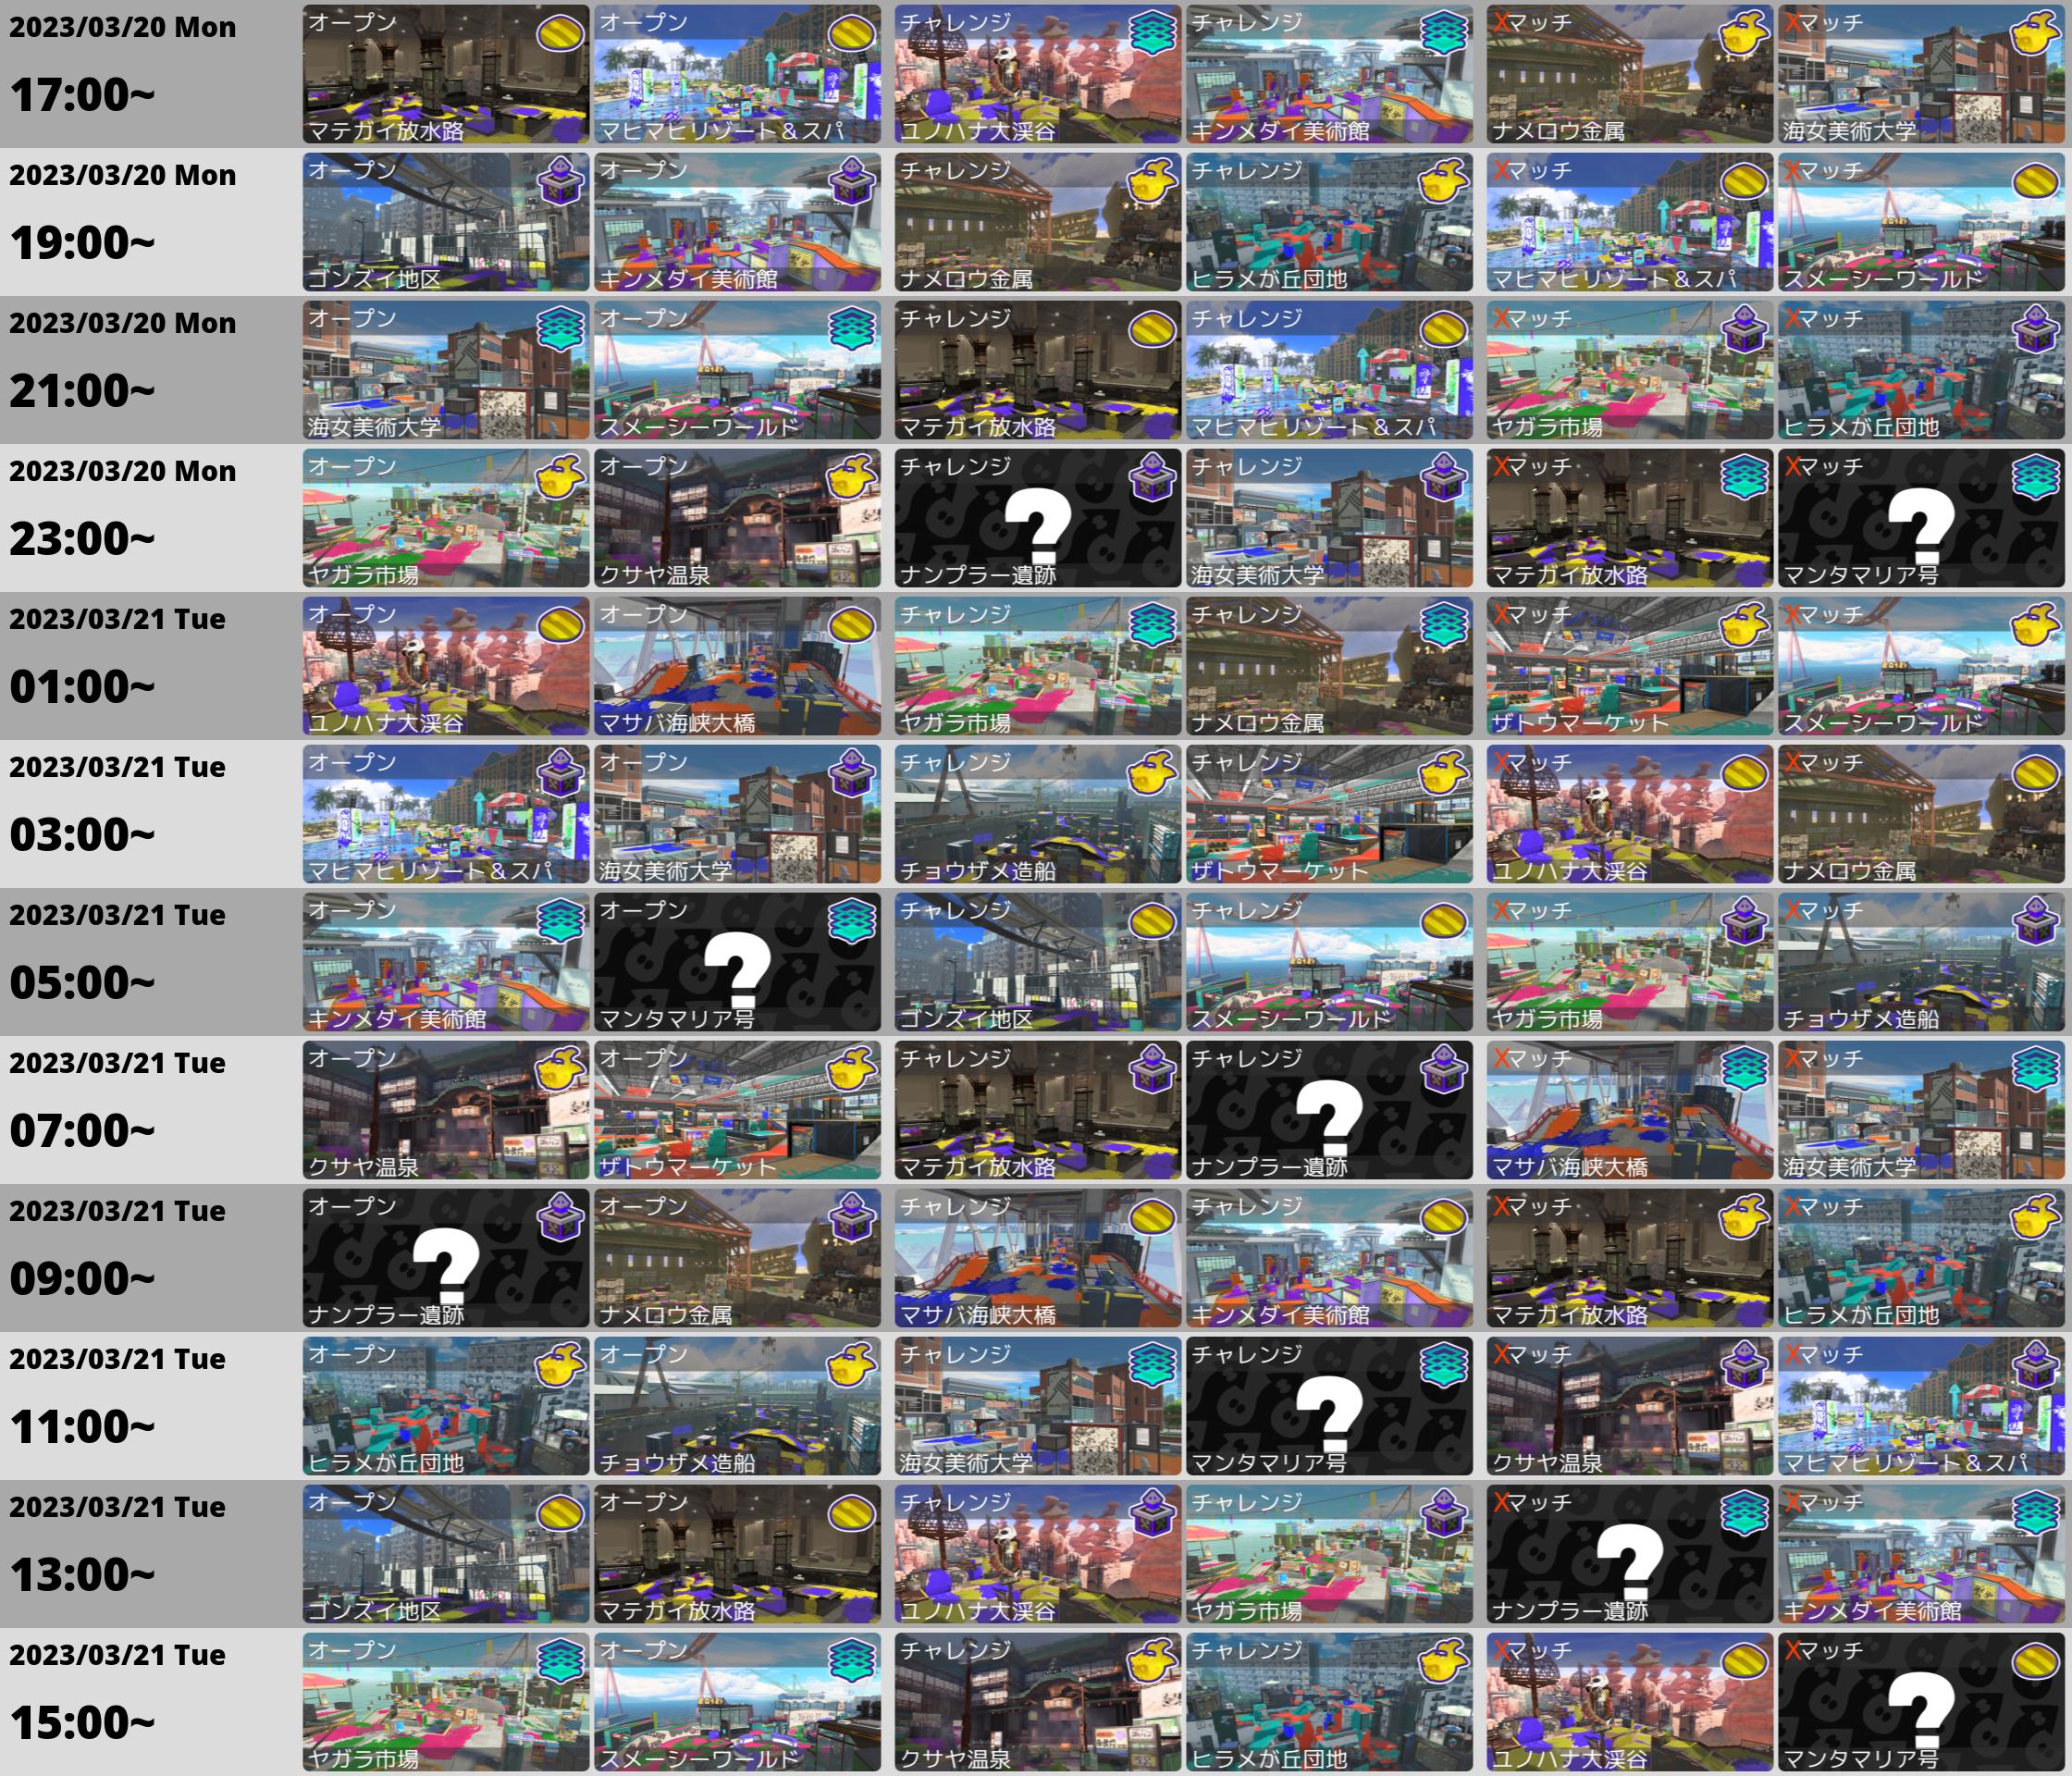 2023/03/20 Mon
17:00~
オープン オープン チャレンジ チャレンジ Xマッチ Xマッチ
マテガイ放水路 マヒマヒリゾート＆スパ ユノハナ大渓谷 キンメダイ美術館 ナメロウ金属 海女美術大学
2023/03/20 Mon
19:00~
オープン オープン チャレンジ チャレンジ Xマッチ Xマッチ
ゴンズイ地区 キンメダイ美術館 ナメロウ金属 ヒラメが丘団地 マヒマヒリゾート＆スパ スメーシーワールド
2023/03/20 Mon
21:00~
オープン オープン チャレンジ チャレンジ Xマッチ Xマッチ
海女美術大学 スメーシーワールド マテガイ放水路 マヒマヒリゾート＆スパ ヤガラ市場 ヒラメが丘団地
2023/03/20 Mon
23:00~
オープン オープン チャレンジ チャレンジ Xマッチ Xマッチ
ヤガラ市場 クサヤ温泉 ナンプラー遺跡 海女美術大学 マテガイ放水路 マンタマリア号
2023/03/21 Tue
01:00~
オープン オープン チャレンジ チャレンジ Xマッチ Xマッチ
ユノハナ大渓谷 マサバ海峡大橋 ヤガラ市場 ナメロウ金属 ザトウマーケット スメーシーワールド
2023/03/21 Tue
03:00~
オープン オープン チャレンジ チャレンジ Xマッチ Xマッチ
マヒマヒリゾート＆スパ 海女美術大学 チョウザメ造船 ザトウマーケット ユノハナ大渓谷 ナメロウ金属
2023/03/21 Tue
05:00~
オープン オープン チャレンジ チャレンジ Xマッチ Xマッチ
キンメダイ美術館 マンタマリア号 ゴンズイ地区 スメーシーワールド ヤガラ市場 チョウザメ造船
2023/03/21 Tue
07:00~
オープン オープン チャレンジ チャレンジ Xマッチ Xマッチ
クサヤ温泉 ザトウマーケット マテガイ放水路 ナンプラー遺跡 マサバ海峡大橋 海女美術大学
2023/03/21 Tue
09:00~
オープン オープン チャレンジ チャレンジ Xマッチ Xマッチ
ナンプラー遺跡 ナメロウ金属 マサバ海峡大橋 キンメダイ美術館 マテガイ放水路 ヒラメが丘団地
2023/03/21 Tue
11:00~
オープン オープン チャレンジ チャレンジ Xマッチ Xマッチ
ヒラメが丘団地 チョウザメ造船 海女美術大学 マンタマリア号 クサヤ温泉 マヒマヒリゾート＆スパ
2023/03/21 Tue
13:00~
オープン オープン チャレンジ チャレンジ Xマッチ Xマッチ
ゴンズイ地区 マテガイ放水路 ユノハナ大渓谷 ヤガラ市場 ナンプラー遺跡 キンメダイ美術館
2023/03/21 Tue
15:00~
オープン オープン チャレンジ チャレンジ Xマッチ Xマッチ
ヤガラ市場 スメーシーワールド クサヤ温泉 ヒラメが丘団地 ユノハナ大渓谷 マンタマリア号